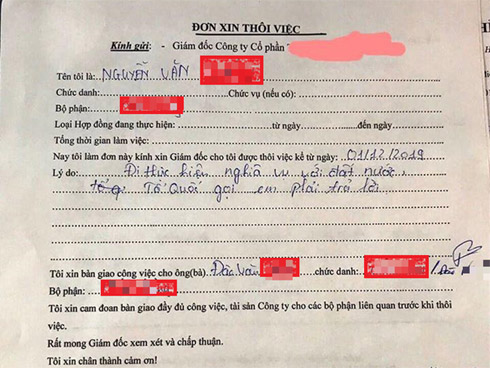 ĐƠN XIN THÔI VIỆC
Kính gửi: - Giám đốc Công ty Cổ phần
Tên tôi là: NGUYỄN VĂN
Chức danh:.....Chức vụ (nếu có):.....
Bộ phận:.....
Loại Hợp đồng đang thực hiện:.....từ ngày.....đến ngày.....
Tổng thời gian làm việc:.....
Nay tôi làm đơn này kính xin Giám đốc cho tôi được thôi việc kể từ ngày: 01/12/2019
Lý do: Đi thực hiện nghĩa vụ với đất nước,
Tổ Quốc gọi em phải trả lời
Tôi xin bàn giao công việc cho ông(bà). Đắc Văn chức danh:
Bộ phận:
Tôi xin cam đoan bàn giao đầy đủ công việc, tài sản Công ty cho các bộ phận liên quan trước khi thôi
việc.
Rất mong Giám đốc xem xét và chấp thuận.
Tôi xin chân thành cảm ơn!